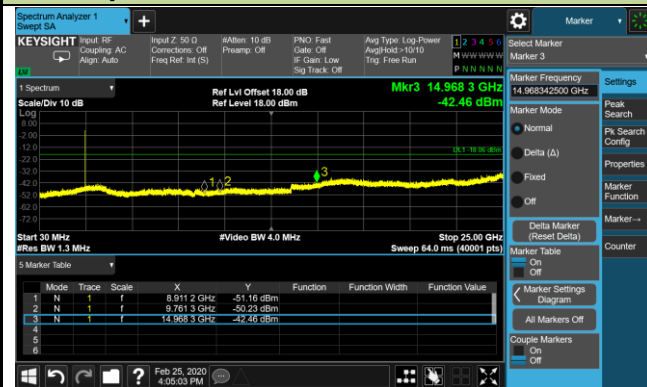 Spectrum Analyzer 1
Swept SA
Marker
KEYSIGHT
Input: RF
Coupling: AC
Align: Auto
Input Z: 50 Ω
Corrections: Off
Freq Ref: Int (S)
#Atten: 10 dB
Preamp: Off
PNO: Fast
Gate: Off
IF Gain: Low
Sig Track: Off
Avg Type: Log-Power
Avg|Hold:>10/10
Trig: Free Run
1 2 3 4 5 6
M W W W W W
P N N N N N
Select Marker
Marker 3
1 Spectrum
Scale/Div 10 dB
Ref Lvl Offset 18.00 dB
Ref Level 18.00 dBm
Mkr3 14.968 3 GHz
-42.46 dBm
Log
8.00
-2.00
-12.0
-22.0
-32.0
-42.0
-52.0
-62.0
-72.0
DL1 -18.06 dBm
1
2
3
Start 30 MHz
#Res BW 1.3 MHz
#Video BW 4.0 MHz
Stop 25.00 GHz
Sweep 64.0 ms (40001 pts)
5 Marker Table
Mode Trace Scale X Y Function Function Width Function Value
1 N 1 f 8.911 2 GHz -51.16 dBm
2 N 1 f 9.761 3 GHz -50.23 dBm
3 N 1 f 14.968 3 GHz -42.46 dBm
4
5
6
Marker Frequency
14.968342500 GHz
Marker Mode
Normal
Delta (Δ)
Fixed
Off
Delta Marker
(Reset Delta)
Marker Table
On
Off
Marker Settings
Diagram
All Markers Off
Couple Markers
On
Off
Settings
Peak
Search
Pk Search
Config
Properties
Marker
Function
Marker→
Counter
Feb 25, 2020
4:05:03 PM